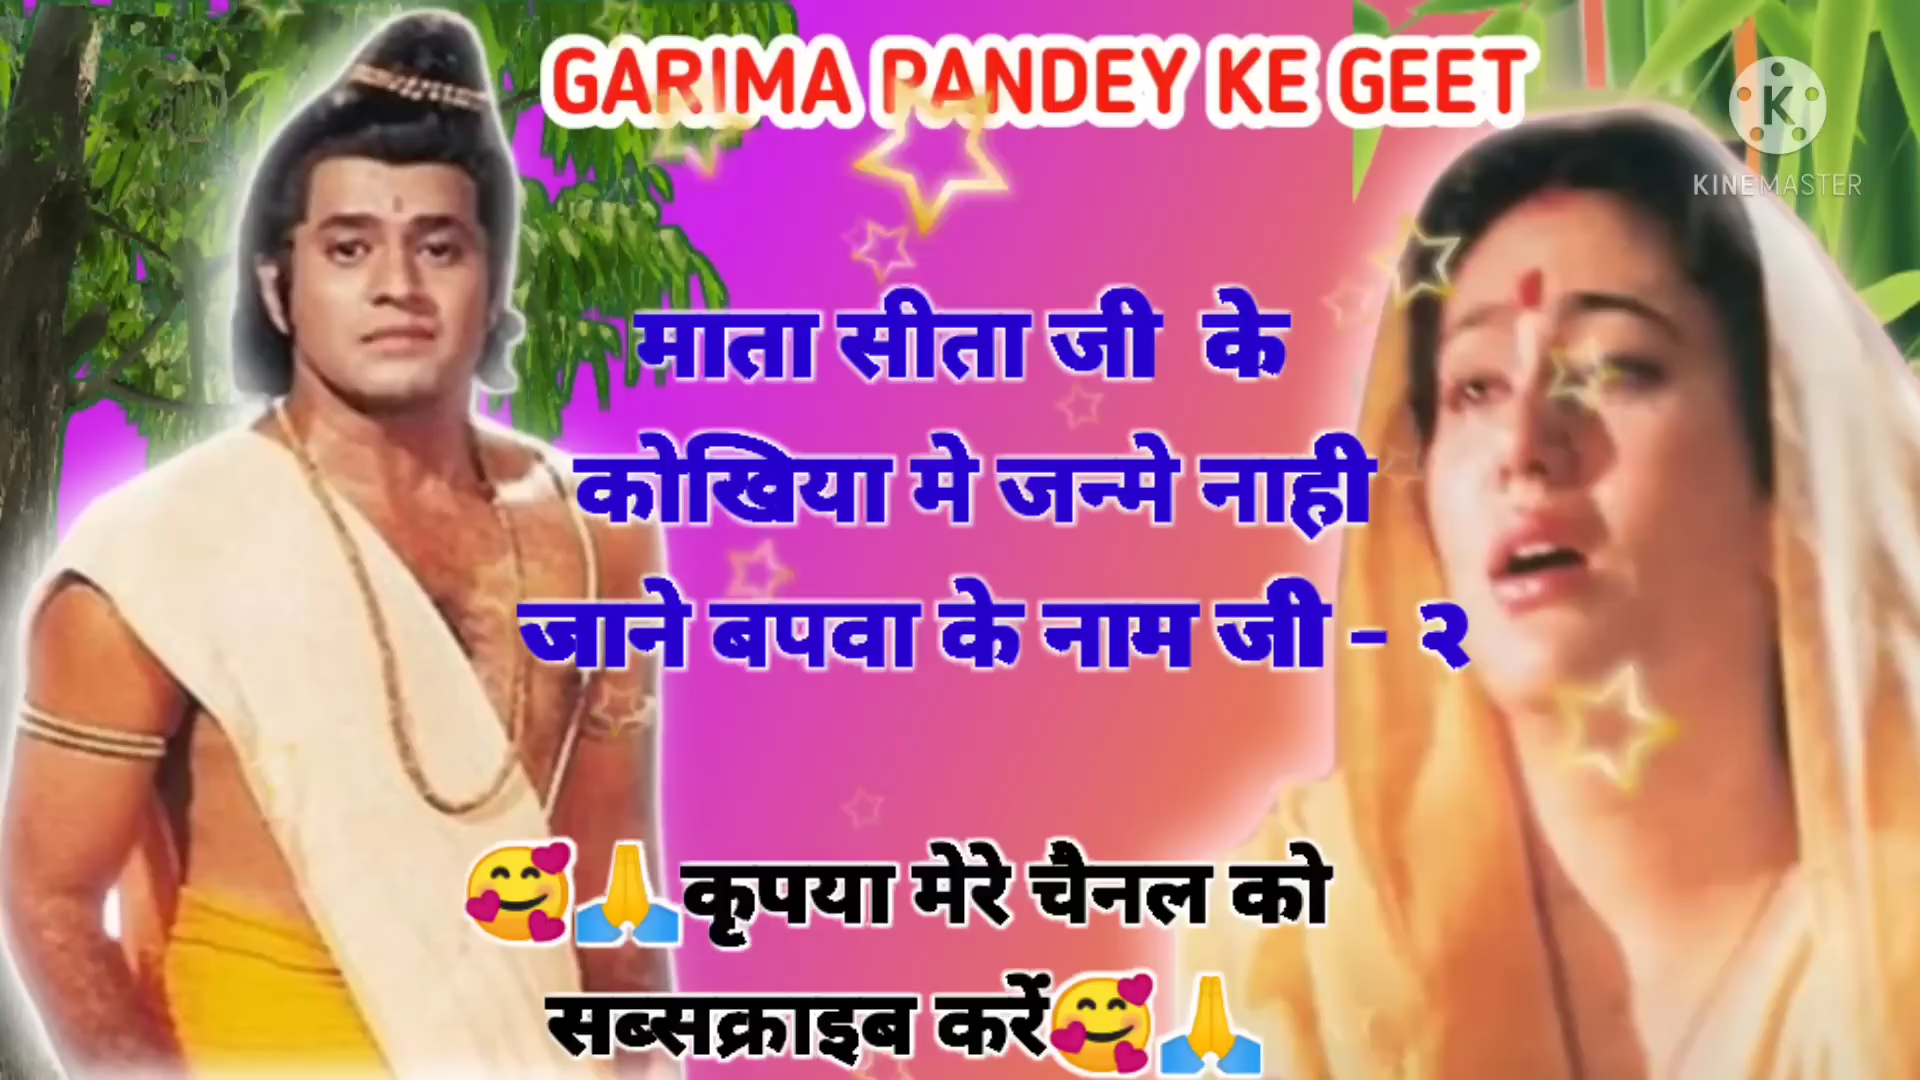 GARIMA PANDEY KE GEET
KINEMASTER
माता सीता जी के
कोखिया मे जन्मे नाही
जाने बपवा के नाम जी - २
🥰🙏कृपया मेरे चैनल को
सब्सक्राइब करें🥰🙏